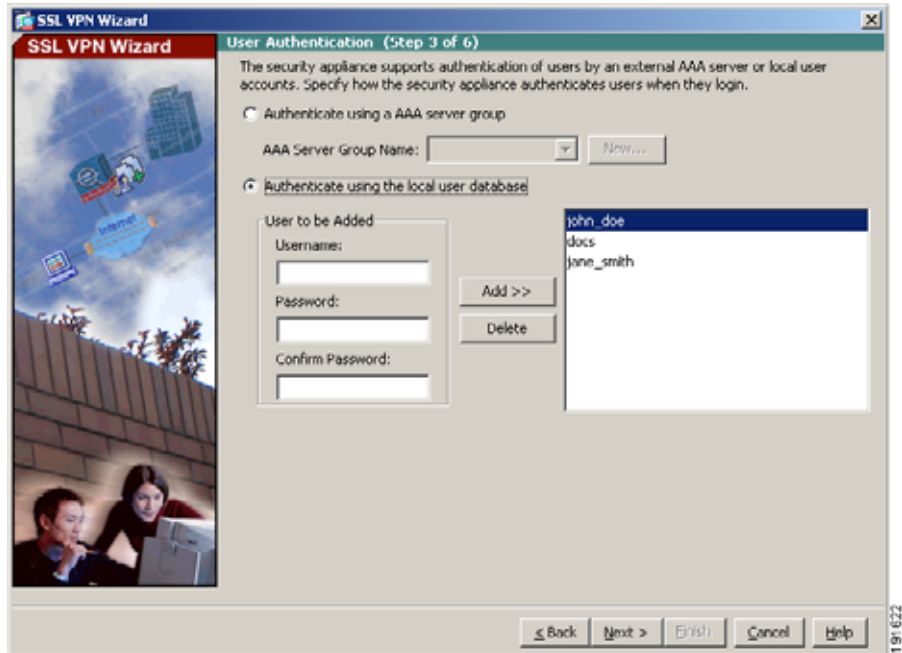 SSL VPN Wizard
SSL VPN Wizard
User Authentication (Step 3 of 6)
The security appliance supports authentication of users by an external AAA server or local user
accounts. Specify how the security appliance authenticates users when they login.
Authenticate using a AAA server group
AAA Server Group Name:
New...
Authenticate using the local user database
User to be Added
Username:
Password:
Confirm Password:
Add >>
Delete
john_doe
docs
jane_smith
Internet
< Back
Next >
Finish
Cancel
Help
191622